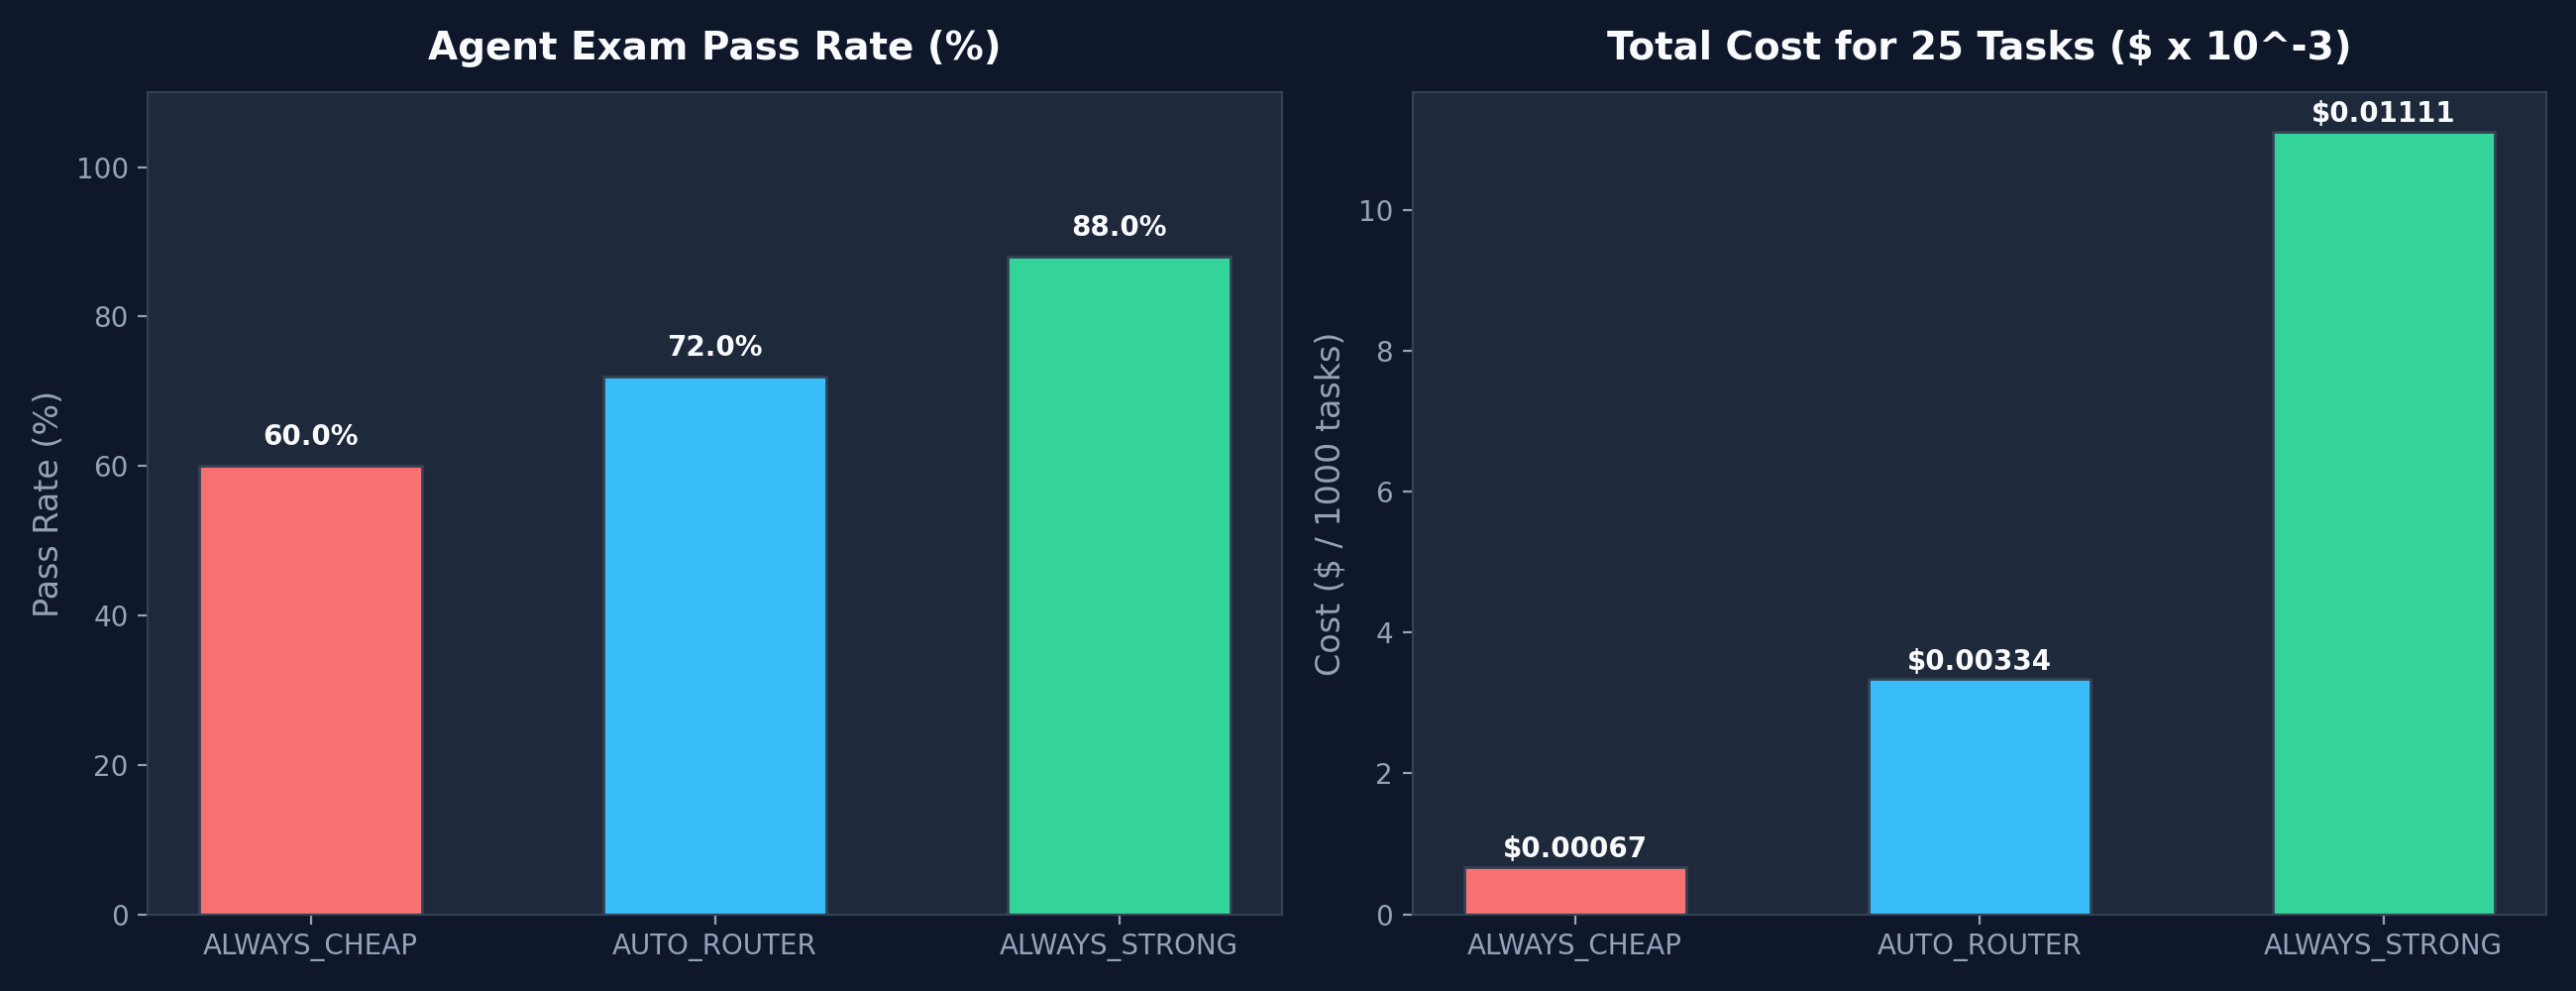 Agent Exam Pass Rate (%)
Pass Rate (%)
100
80
60
40
20
0
60.0%
72.0%
88.0%
ALWAYS_CHEAP
AUTO_ROUTER
ALWAYS_STRONG
Total Cost for 25 Tasks ($ x 10^-3)
Cost ($ / 1000 tasks)
10
8
6
4
2
0
$0.00067
$0.00334
$0.01111
ALWAYS_CHEAP
AUTO_ROUTER
ALWAYS_STRONG